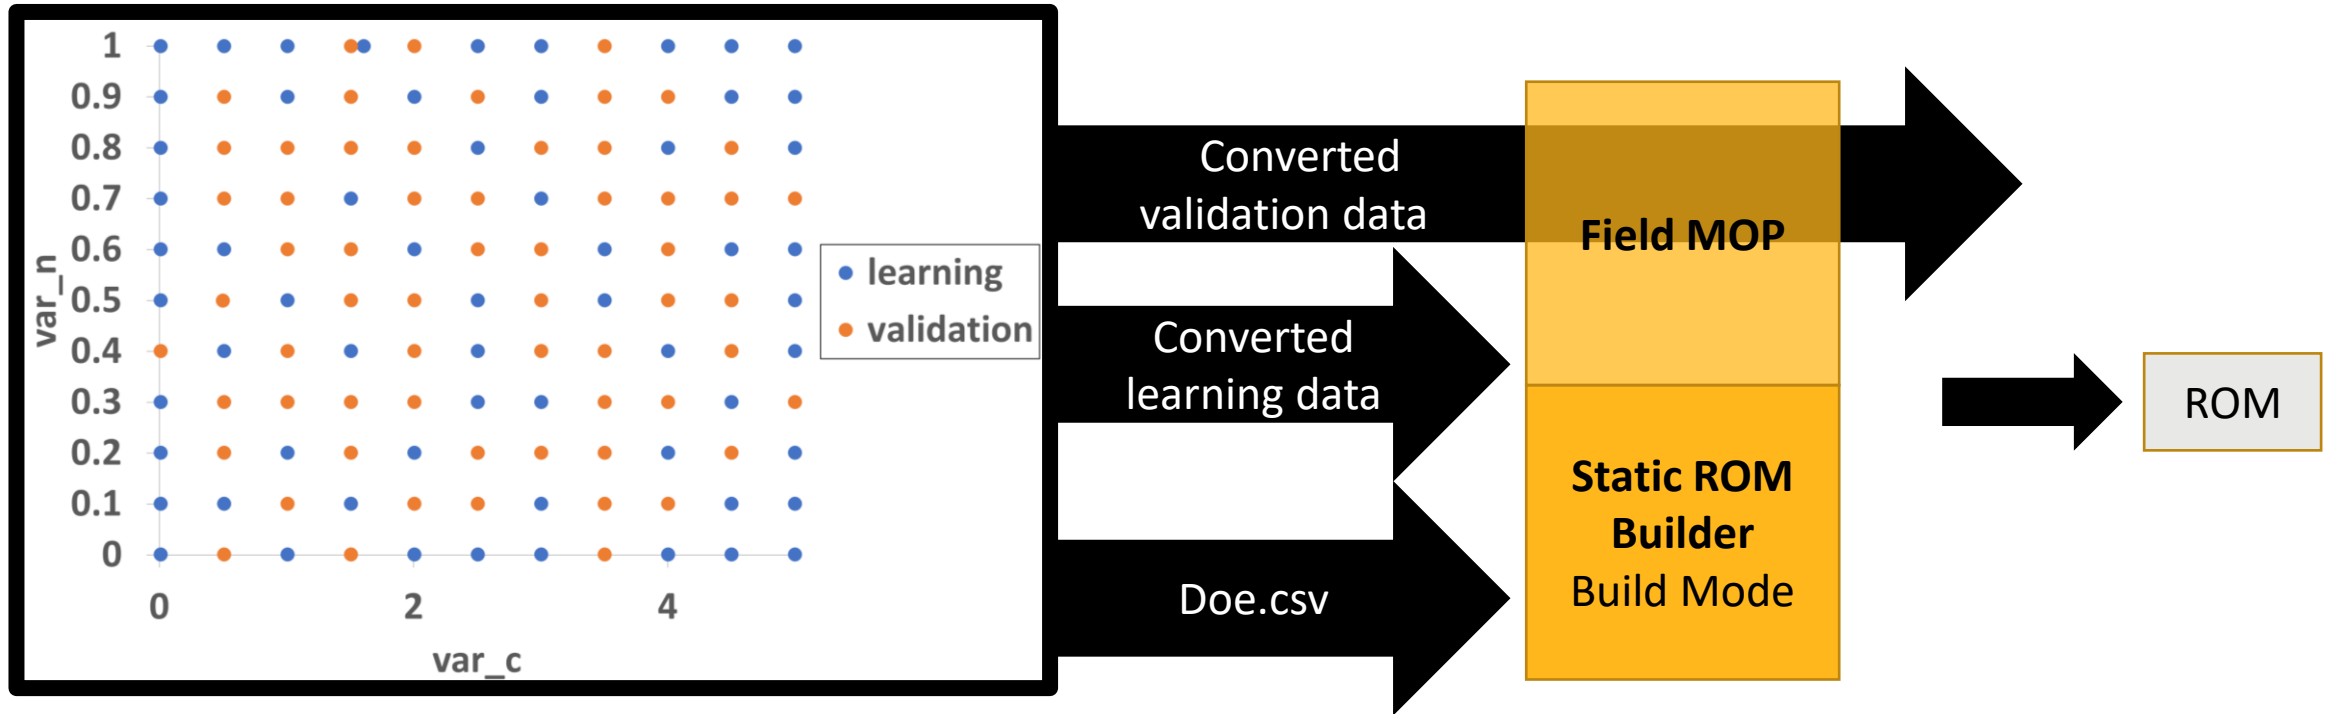 1
0.9
0.8
0.7
0.6
0.5
0.4
0.3
0.2
0.1
0
var_n
0
2
4
var_c
learning
validation
Converted
validation data
Converted
learning data
Doe.csv
Field MOP
Static ROM
Builder
Build Mode
ROM